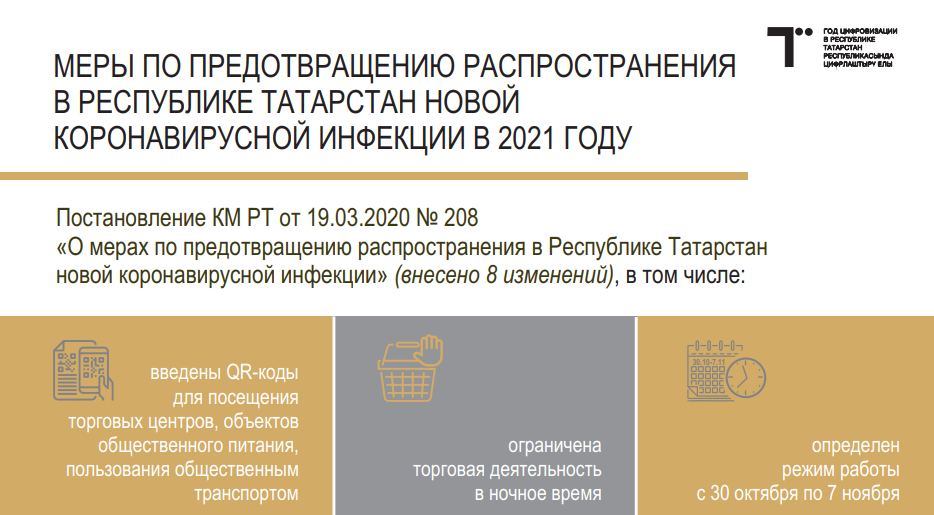 ГОД ЦИФРОВИЗАЦИИ
В РЕСПУБЛИКЕ
ТАТАРСТАН
РЕСПУБЛИКАСЫНДА
ЦИФРЛАШТЫРУ ЕЛЫ
МЕРЫ ПО ПРЕДОТВРАЩЕНИЮ РАСПРОСТРАНЕНИЯ
В РЕСПУБЛИКЕ ТАТАРСТАН НОВОЙ
КОРОНАВИРУСНОЙ ИНФЕКЦИИ В 2021 ГОДУ
Постановление КМ РТ от 19.03.2020 № 208
«О мерах по предотвращению распространения в Республике Татарстан
новой коронавирусной инфекции» (внесено 8 изменений), в том числе:
введены QR-коды
для посещения
торговых центров, объектов
общественного питания,
пользования общественным
транспортом
ограничена
торговая деятельность
в ночное время
30.10-7.11
определен
режим работы
с 30 октября по 7 ноября